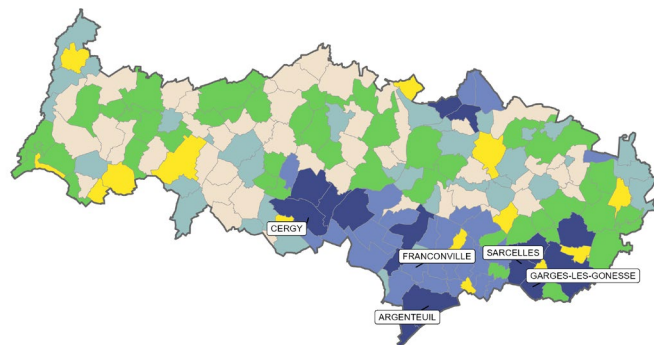 CERGY
FRANCONVILLE
SARCELLES
GARGES-LES-GONESSE
ARGENTEUIL